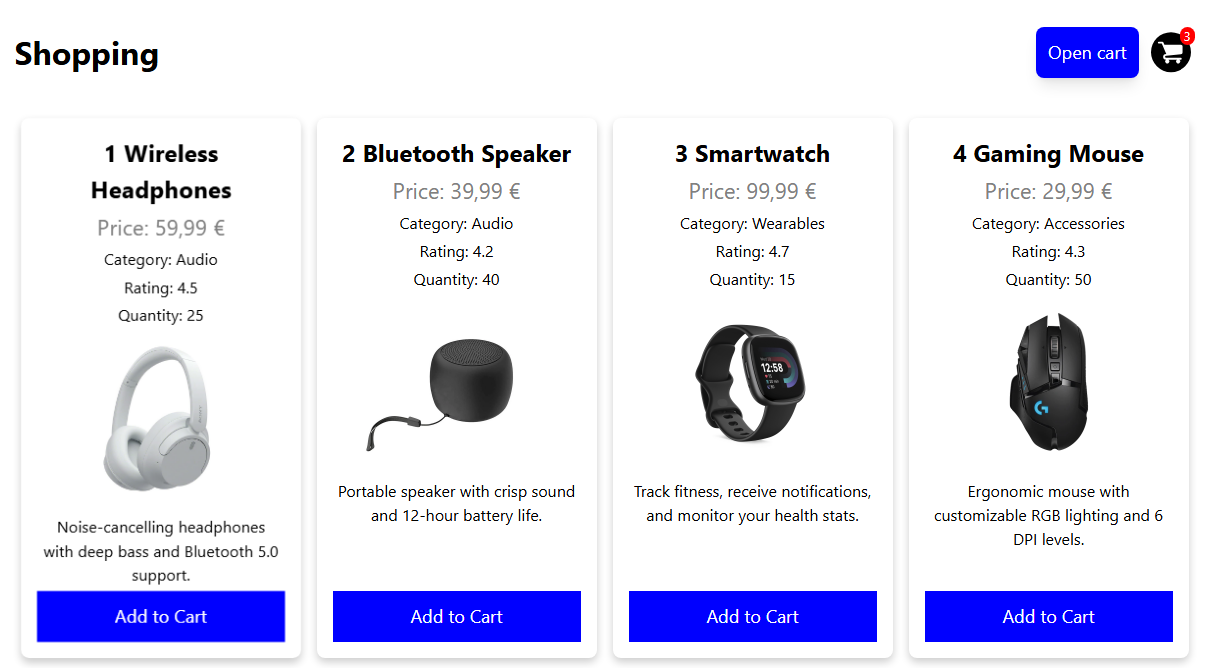 Shopping
Open cart
3
1 Wireless
Headphones
Price: 59,99 €
Category: Audio
Rating: 4.5
Quantity: 25
Noise-cancelling headphones
with deep bass and Bluetooth 5.0
support.
Add to Cart
2 Bluetooth Speaker
Price: 39,99 €
Category: Audio
Rating: 4.2
Quantity: 40
Portable speaker with crisp sound
and 12-hour battery life.
Add to Cart
3 Smartwatch
Price: 99,99 €
Category: Wearables
Rating: 4.7
Quantity: 15
12:58
Track fitness, receive notifications,
and monitor your health stats.
Add to Cart
4 Gaming Mouse
Price: 29,99 €
Category: Accessories
Rating: 4.3
Quantity: 50
Ergonomic mouse with
customizable RGB lighting and 6
DPI levels.
Add to Cart